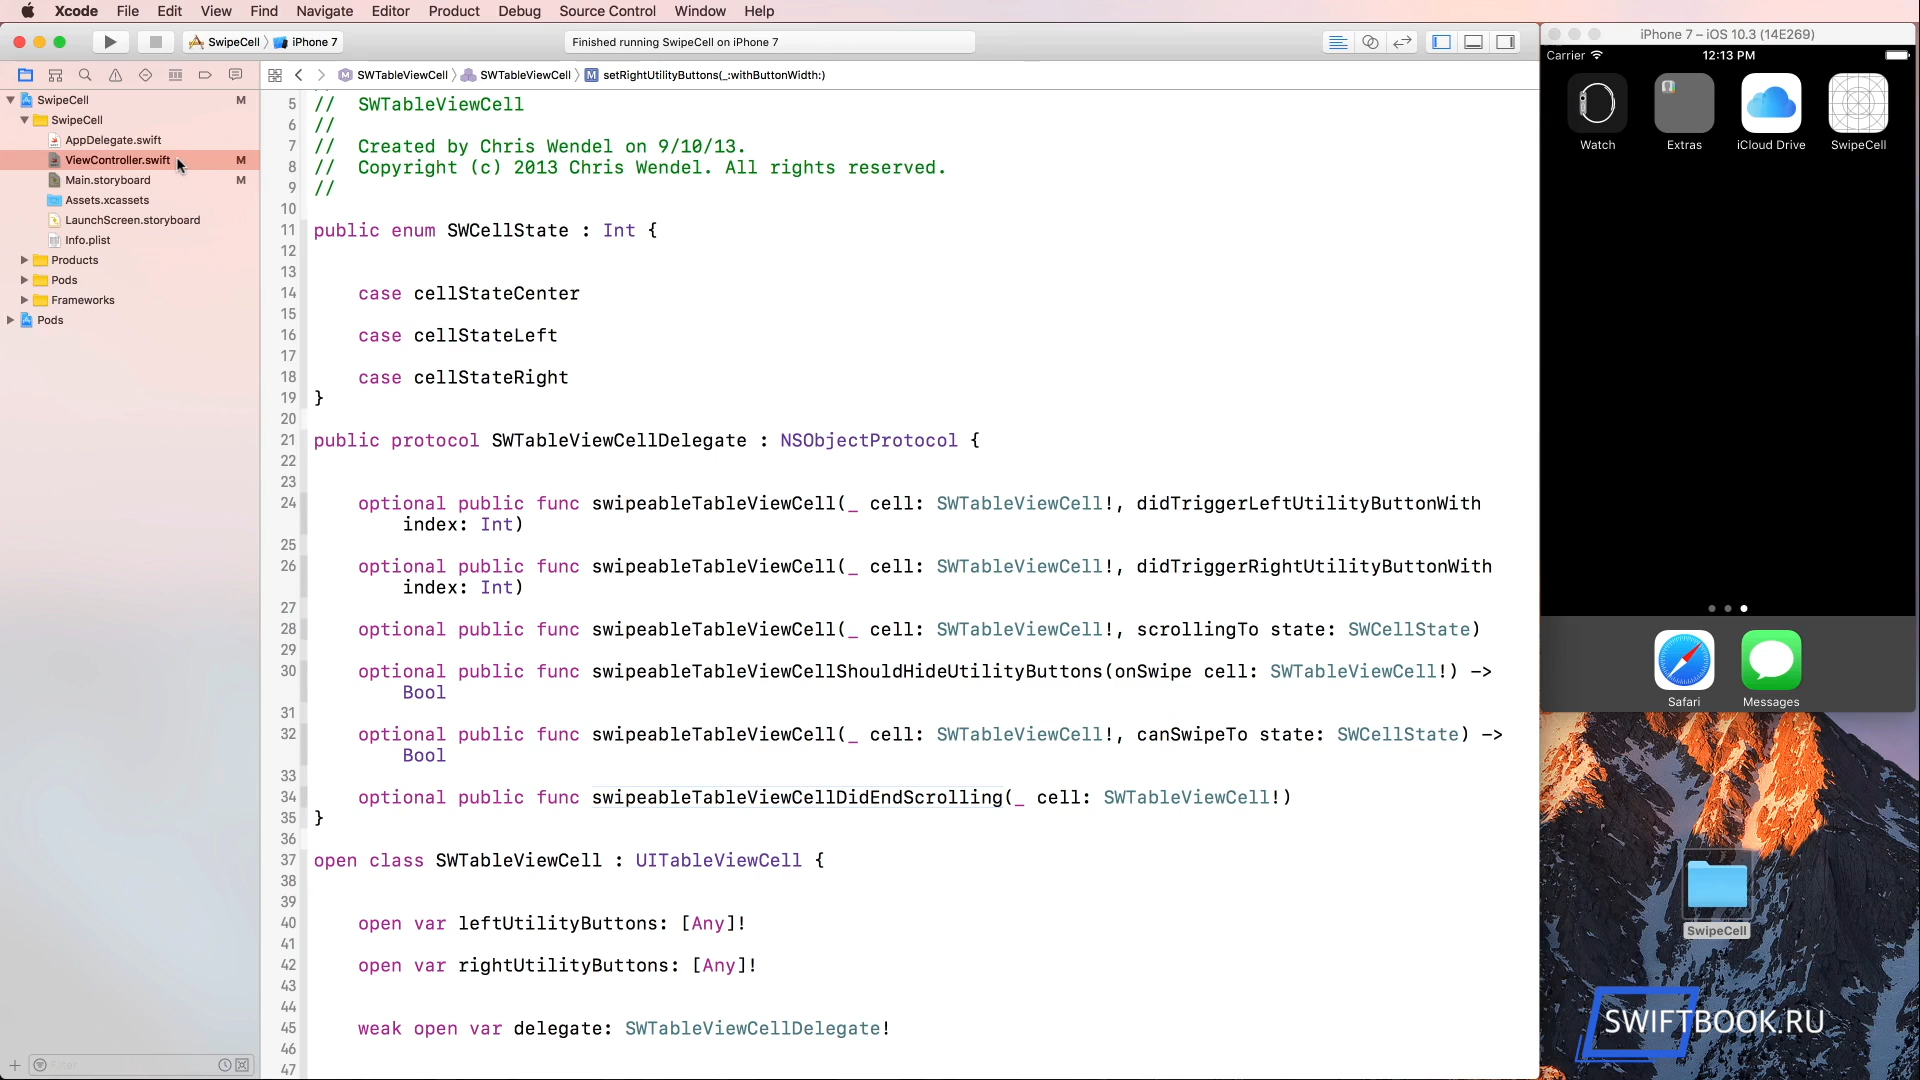 Xcode File Edit View Find Navigate Editor Product Debug Source Control Window Help
SwipeCell iPhone 7
Finished running SwipeCell on iPhone 7
SWTableViewCell SWTableViewCell M setRightUtilityButtons(_:withButtonWidth:)
SwipeCell M
SwipeCell
AppDelegate.swift
ViewController.swift M
Main.storyboard M
Assets.xcassets
LaunchScreen.storyboard
Info.plist
Products
Pods
Frameworks
Pods
Filter
5 // SWTableViewCell
6 //
7 // Created by Chris Wendel on 9/10/13.
8 // Copyright (c) 2013 Chris Wendel. All rights reserved.
9 //
10
11 public enum SWCellState : Int {
12
13
14 case cellStateCenter
15
16 case cellStateLeft
17
18 case cellStateRight
19 }
20
21 public protocol SWTableViewCellDelegate : NSObjectProtocol {
22
23
24 optional public func swipeableTableViewCell(_ cell: SWTableViewCell!, didTriggerLeftUtilityButtonWith
index: Int)
25
26 optional public func swipeableTableViewCell(_ cell: SWTableViewCell!, didTriggerRightUtilityButtonWith
index: Int)
27
28 optional public func swipeableTableViewCell(_ cell: SWTableViewCell!, scrollingTo state: SWCellState)
29
30 optional public func swipeableTableViewCellShouldHideUtilityButtons(onSwipe cell: SWTableViewCell!) ->
Bool
31
32 optional public func swipeableTableViewCell(_ cell: SWTableViewCell!, canSwipeTo state: SWCellState) ->
Bool
33
34 optional public func swipeableTableViewCellDidEndScrolling(_ cell: SWTableViewCell!)
35 }
36
37 open class SWTableViewCell : UITableViewCell {
38
39
40 open var leftUtilityButtons: [Any]!
41
42 open var rightUtilityButtons: [Any]!
43
44
45 weak open var delegate: SWTableViewCellDelegate!
46
47
iPhone 7 – iOS 10.3 (14E269)
Carrier 12:13 PM
Watch Extras iCloud Drive SwipeCell
Safari Messages
SwipeCell
SWIFTBOOK.RU